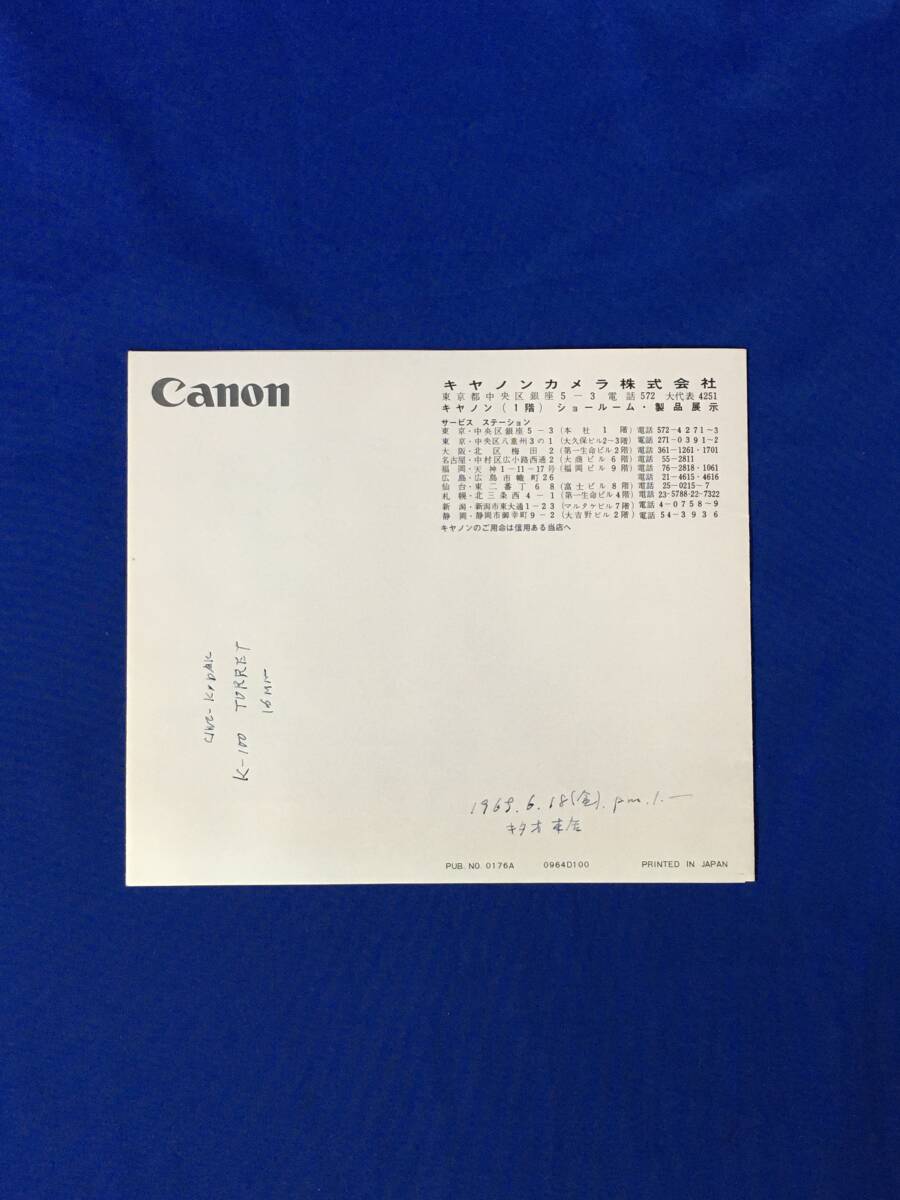 Canon
キヤノンカメラ株式会社
東京都中央区銀座5-3 電話 572 大代表 4251
キヤノン(1階) ショールーム・製品展示
サービス ステーション
東京・中央区銀座5-3(本社1階)電話 572-4271~3
東京・中央区八重州3の1(大久保ビル2~3階)電話 271-0391~2
大阪・北区梅田2(第一生命ビル2階)電話 361-1261・1701
名古屋・中村区広小路西通2(大商ビル6階)電話 55-2811
福岡・天神1-11-17号(福岡ビル9階)電話 76-2818・1061
広島・広島市幟町26 電話 21-4615・4616
仙台・東二番丁68(富士ビル8階)電話 25-0215~7
札幌・北三条西4-1(第一生命ビル4階)電話 23-5788・22-7322
新潟・新潟市東大通1-23(マルタケビル7階)電話 4-0758~9
静岡・静岡市御幸町9-2(大吉野ビル2階)電話 54-3936
キヤノンのご用命は信用ある当店へ
K-100 TURRET
16mm
1965.6.18(金). pm.1.—
キタオ本店
PUB. NO. 0176A 0964D100 PRINTED IN JAPAN